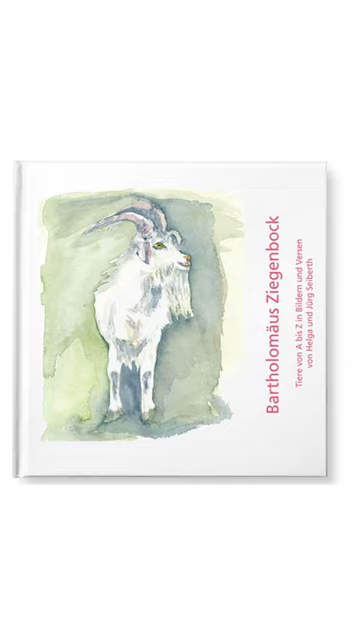 Bartholomäus Ziegenbock
Tiere von A bis Z in Bildern und Versen
von Helga und Jürg Seiberth